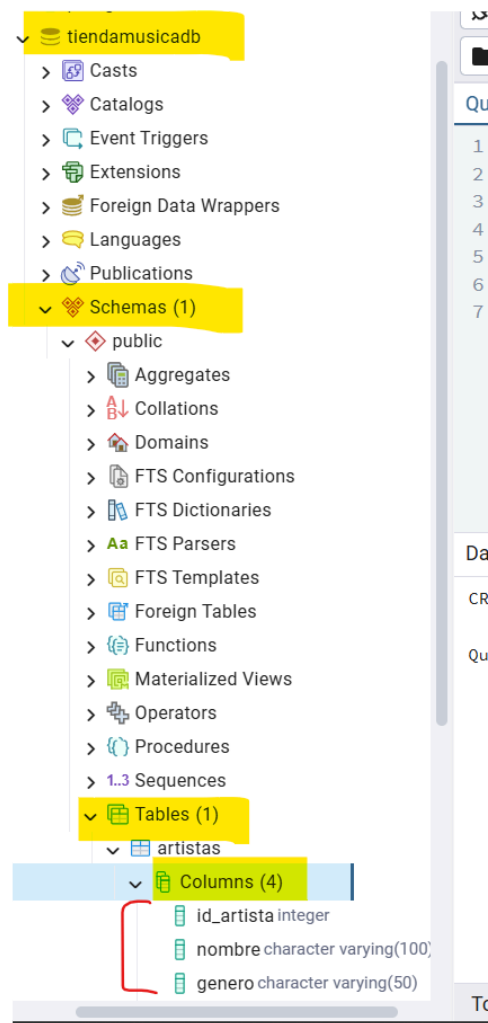 tiendamusicadb
Casts
Catalogs
Event Triggers
Extensions
Foreign Data Wrappers
Languages
Publications
Schemas (1)
public
Aggregates
Collations
Domains
FTS Configurations
FTS Dictionaries
Aa FTS Parsers
FTS Templates
Foreign Tables
Functions
Materialized Views
Operators
Procedures
1..3 Sequences
Tables (1)
artistas
Columns (4)
id_artista integer
nombre character varying(100)
genero character varying(50)
Qu
1
2
3
4
5
6
7
Da
CR
Qu
To